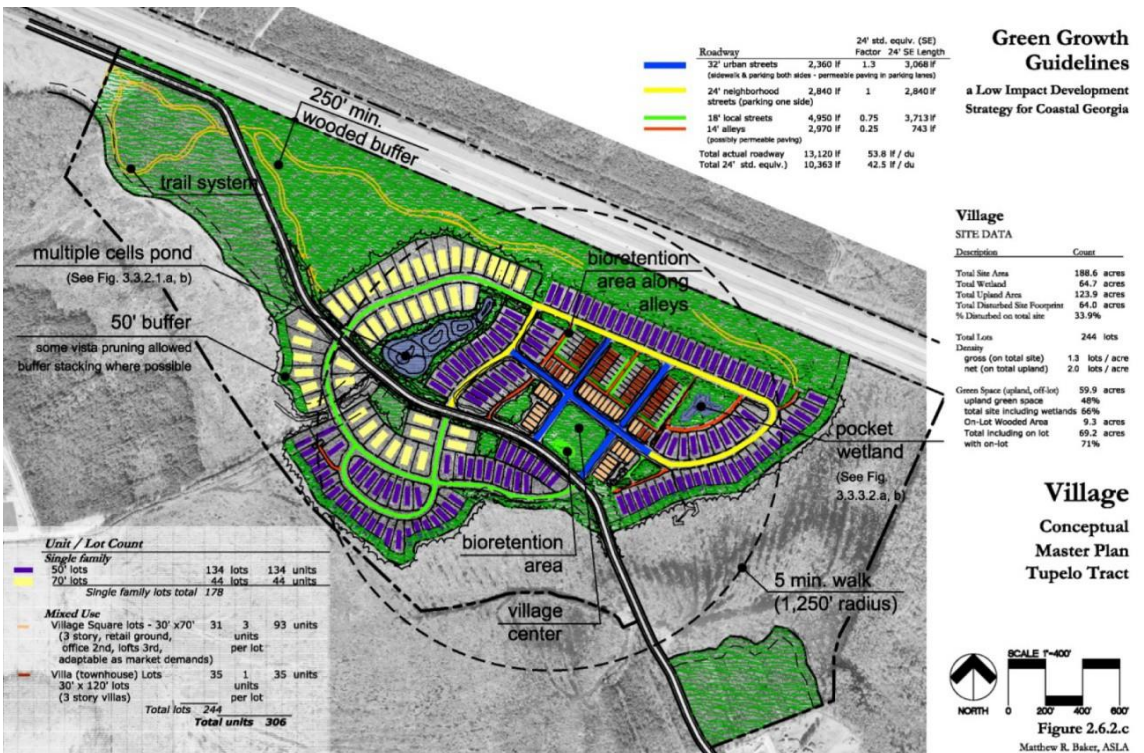 24' std. equiv. (SE)
Roadway Factor 24' SE Length
32' urban streets 2,360 lf 1.3 3,068 lf
(sidewalk & parking both sides - permeable paving in parking lanes)
24' neighborhood 2,840 lf 1 2,840 lf
streets (parking one side)
18' local streets 4,950 lf 0.75 3,713 lf
14' alleys 2,970 lf 0.25 743 lf
(possibly permeable paving)
Total actual roadway 13,120 lf 53.8 lf / du
Total 24' std. equiv.) 10,363 lf 42.5 lf / du
Green Growth
Guidelines
a Low Impact Development
Strategy for Coastal Georgia
250' min.
wooded buffer
trail system
multiple cells pond
(See Fig. 3.3.2.1.a, b)
50' buffer
some vista pruning allowed
buffer stacking where possible
bioretention
area along
alleys
pocket
wetland
(See Fig.
3.3.3.2.a, b)
bioretention
area
village
center
5 min. walk
(1,250' radius)
Village
SITE DATA
Description Count
Total Site Area 188.6 acres
Total Wetland 64.7 acres
Total Upland Area 123.9 acres
Total Disturbed Site Footprint 64.0 acres
% Disturbed on total site 33.9%
Total Lots 244 lots
Density
gross (on total site) 1.3 lots / acre
net (on total upland) 2.0 lots / acre
Green Space (upland, off-lot) 59.9 acres
upland green space 48%
total site including wetlands 66%
On-Lot Wooded Area 9.3 acres
Total including on lot 69.2 acres
with on-lot 71%
Village
Conceptual
Master Plan
Tupelo Tract
Unit / Lot Count
Single family
50' lots 134 lots 134 units
70' lots 44 lots 44 units
Single family lots total 178
Mixed Use
Village Square lots - 30' x70' 31 3 93 units
(3 story, retail ground, units
office 2nd, lofts 3rd, per lot
adaptable as market demands)
Villa (townhouse) Lots 35 1 35 units
30' x 120' lots units
(3 story villas) per lot
Total lots 244
Total units 306
SCALE 1"=400'
NORTH 0 200' 400' 600'
Figure 2.6.2.c
Matthew R. Baker, ASLA